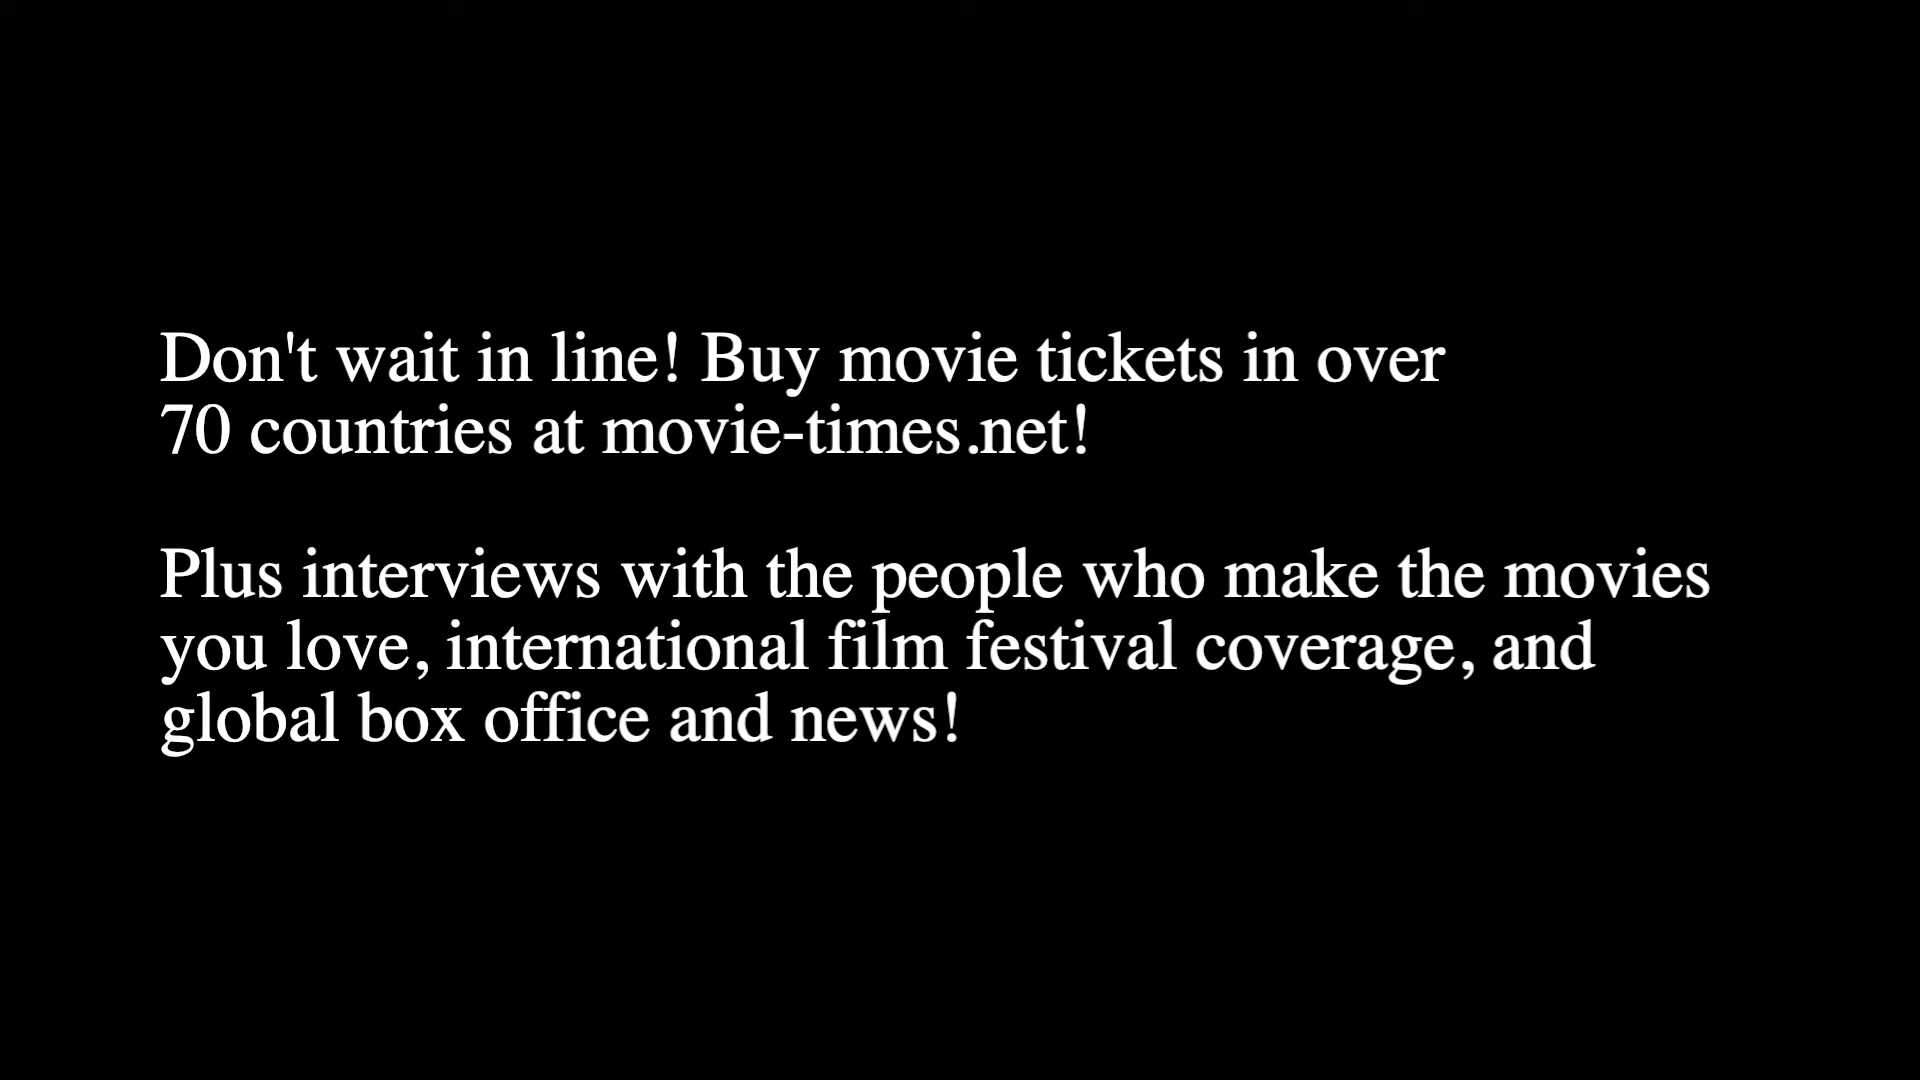 Don't wait in line! Buy movie tickets in over
70 countries at movie-times.net!
Plus interviews with the people who make the movies
you love, international film festival coverage, and
global box office and news!